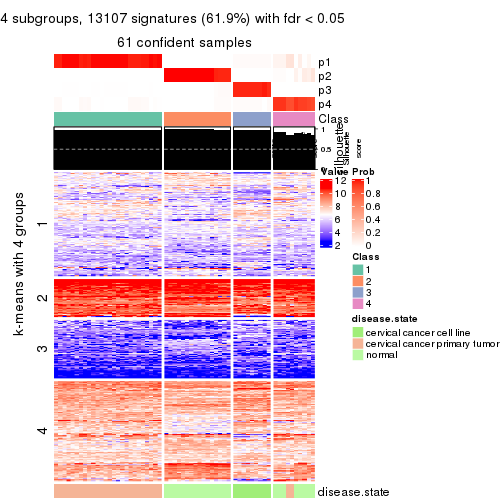 4 subgroups, 13107 signatures (61.9%) with fdr < 0.05
61 confident samples
p1
p2
p3
p4
Class
1
0.5
0
Silhouette
score
Value
12
10
8
6
4
2
Prob
1
0.8
0.6
0.4
0.2
0
Class
1
2
3
4
disease.state
cervical cancer cell line
cervical cancer primary tumor
normal
k-means with 4 groups
1
2
3
4
disease.state